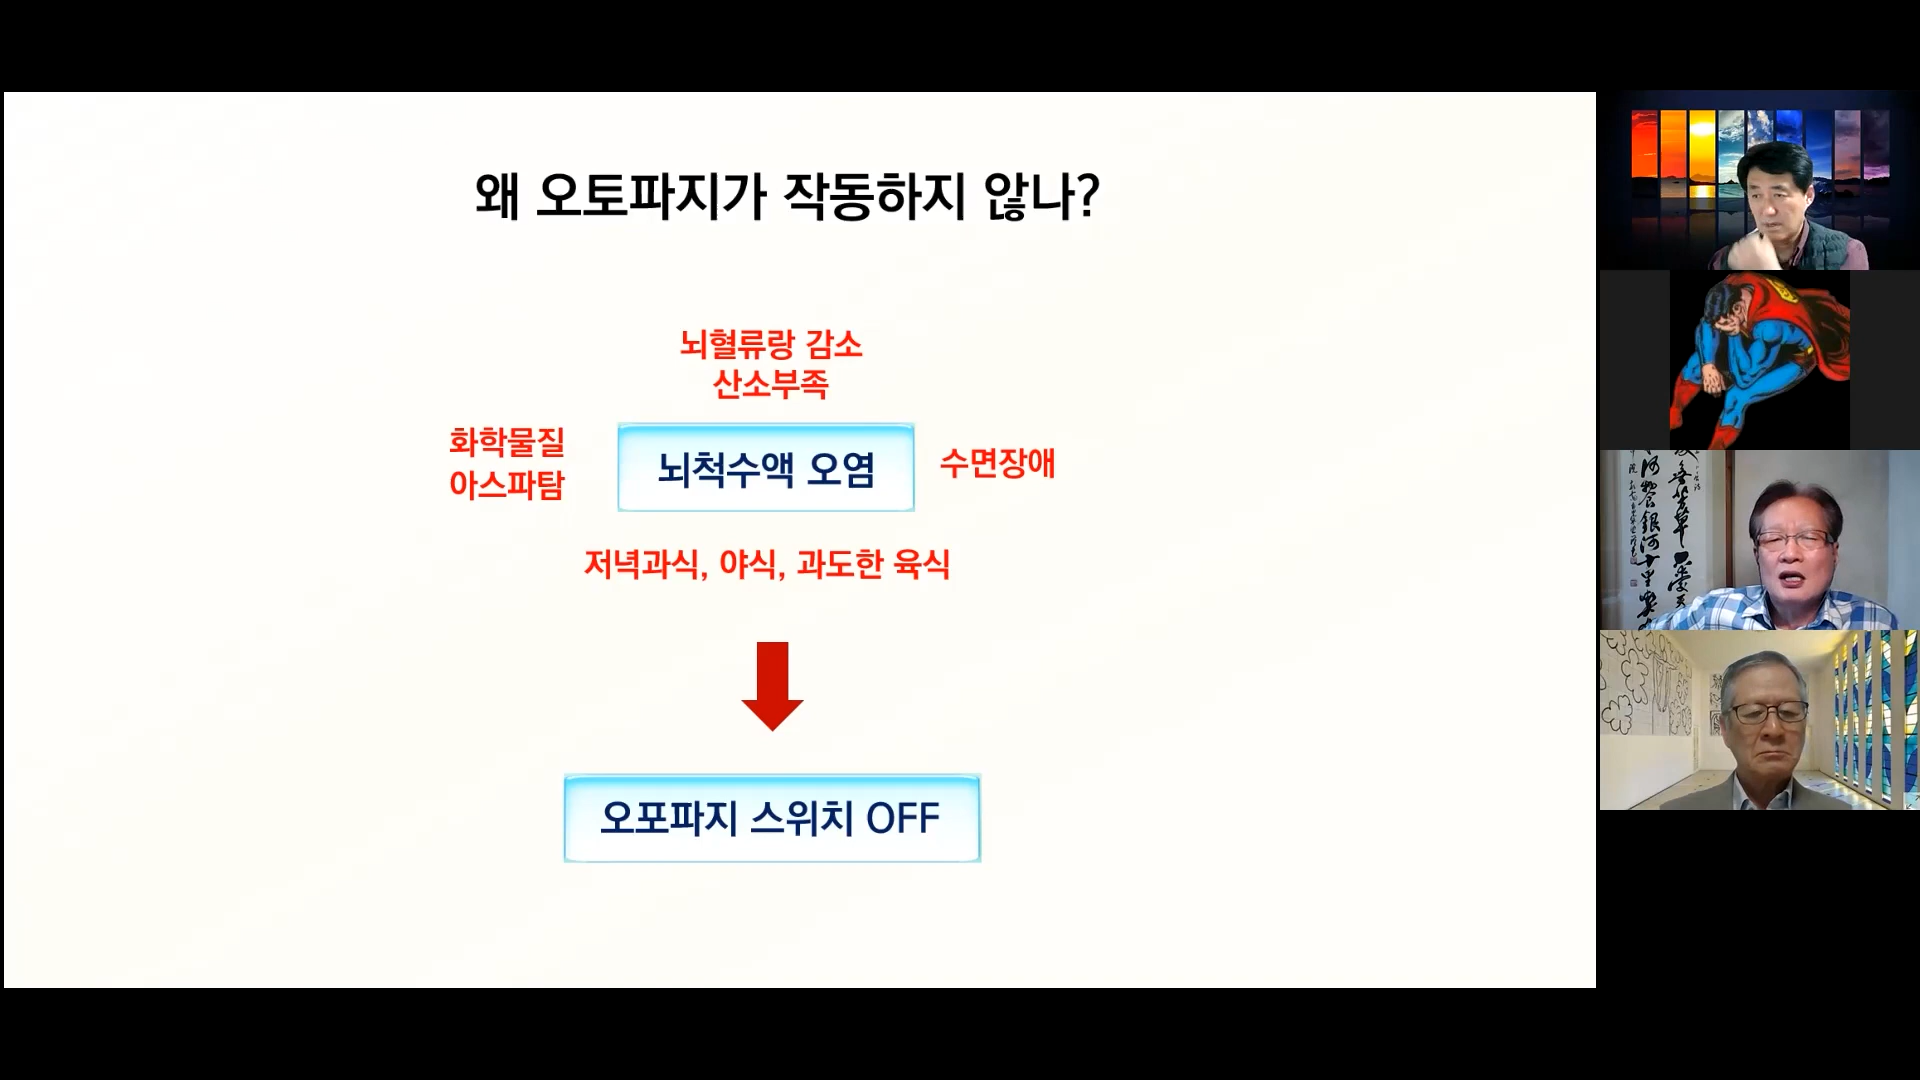 왜 오토파지가 작동하지 않나?
뇌혈류량 감소
산소부족
화학물질
아스파탐
뇌척수액 오염
수면장애
저녁과식, 야식, 과도한 육식
오포파지 스위치 OFF